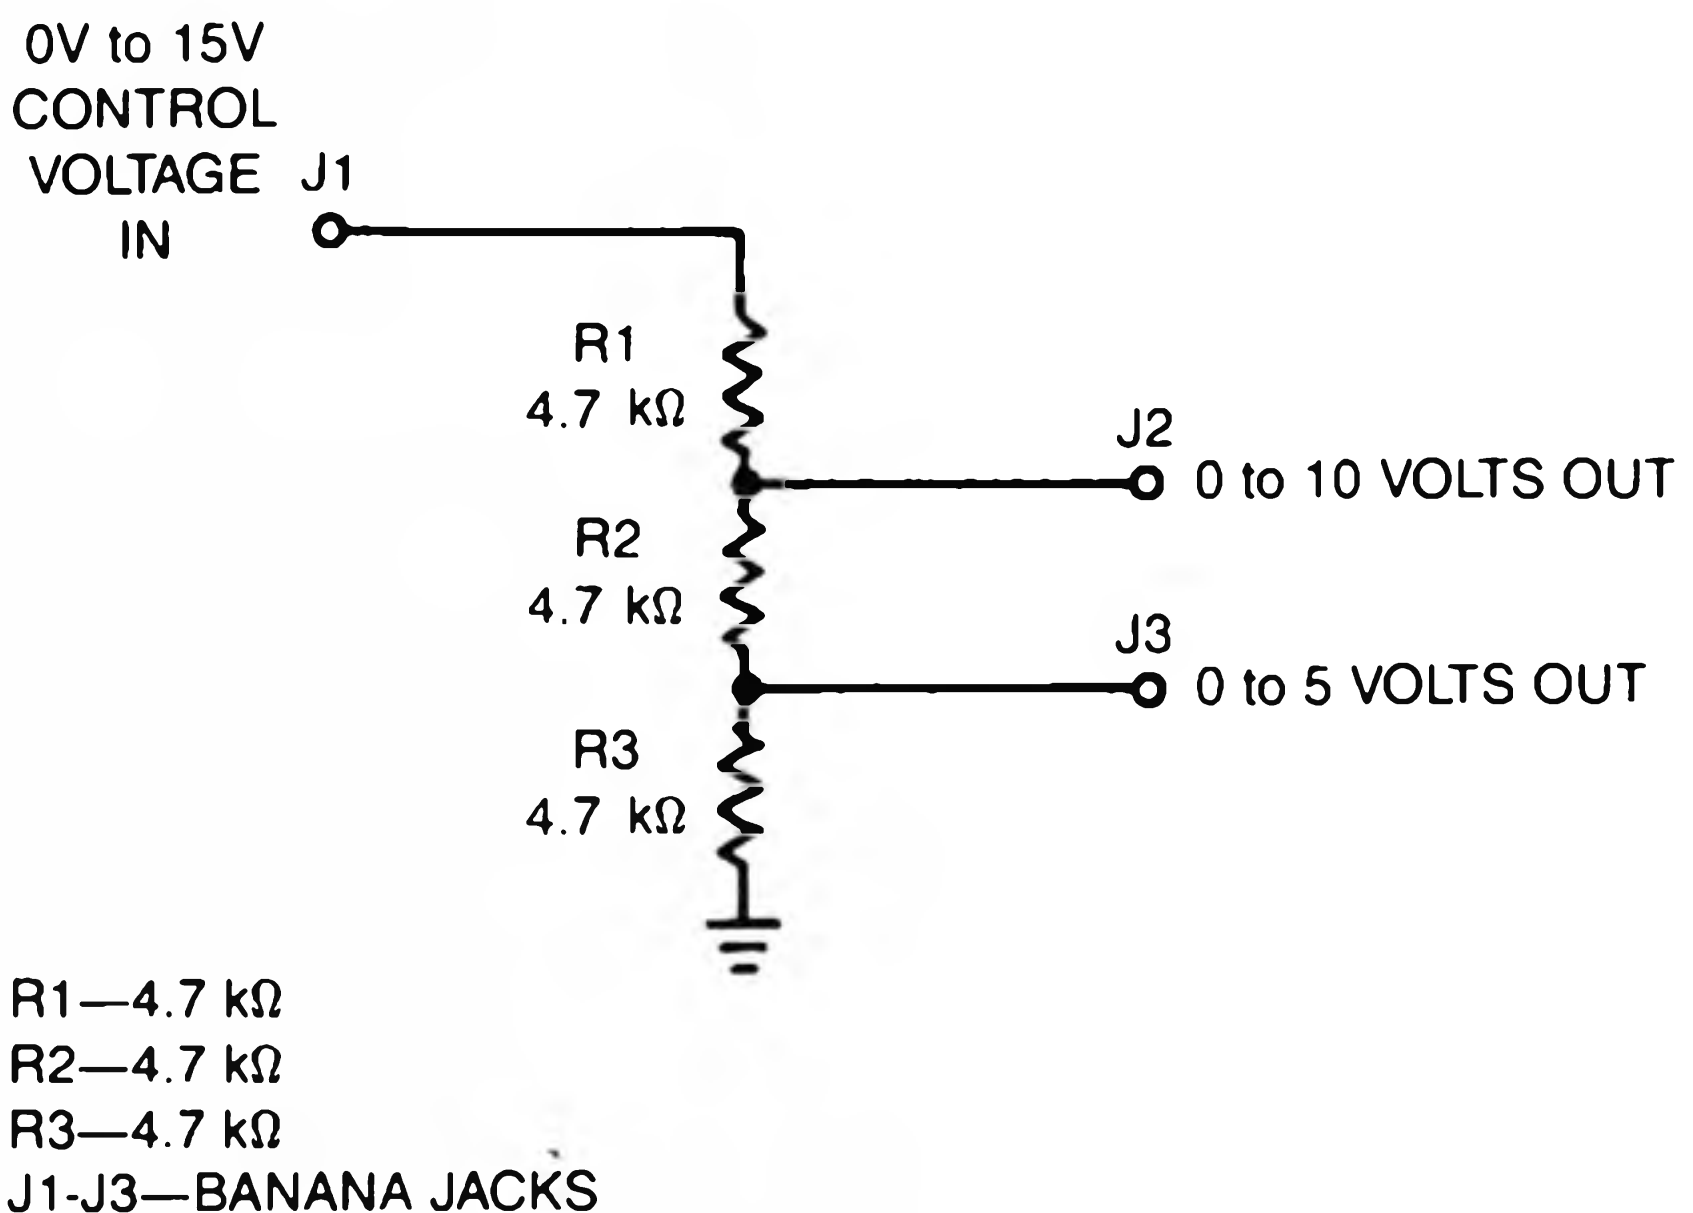 0V to 15V
CONTROL
VOLTAGE
IN
J1
R1
4.7 kΩ
J2
0 to 10 VOLTS OUT
R2
4.7 kΩ
J3
0 to 5 VOLTS OUT
R3
4.7 kΩ
R1—4.7 kΩ
R2—4.7 kΩ
R3—4.7 kΩ
J1-J3—BANANA JACKS